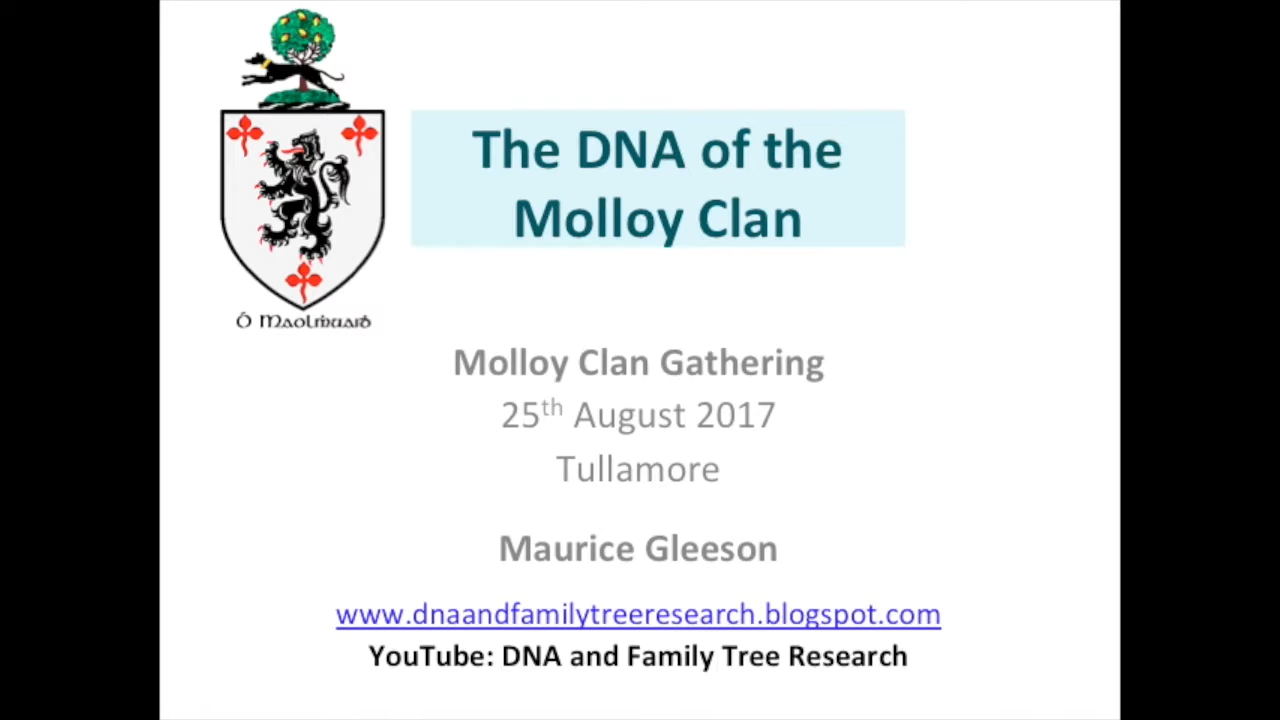 The DNA of the
Molloy Clan
Ó Maolmhuaidh
Molloy Clan Gathering
25th August 2017
Tullamore
Maurice Gleeson
www.dnaandfamilytreeresearch.blogspot.com
YouTube: DNA and Family Tree Research